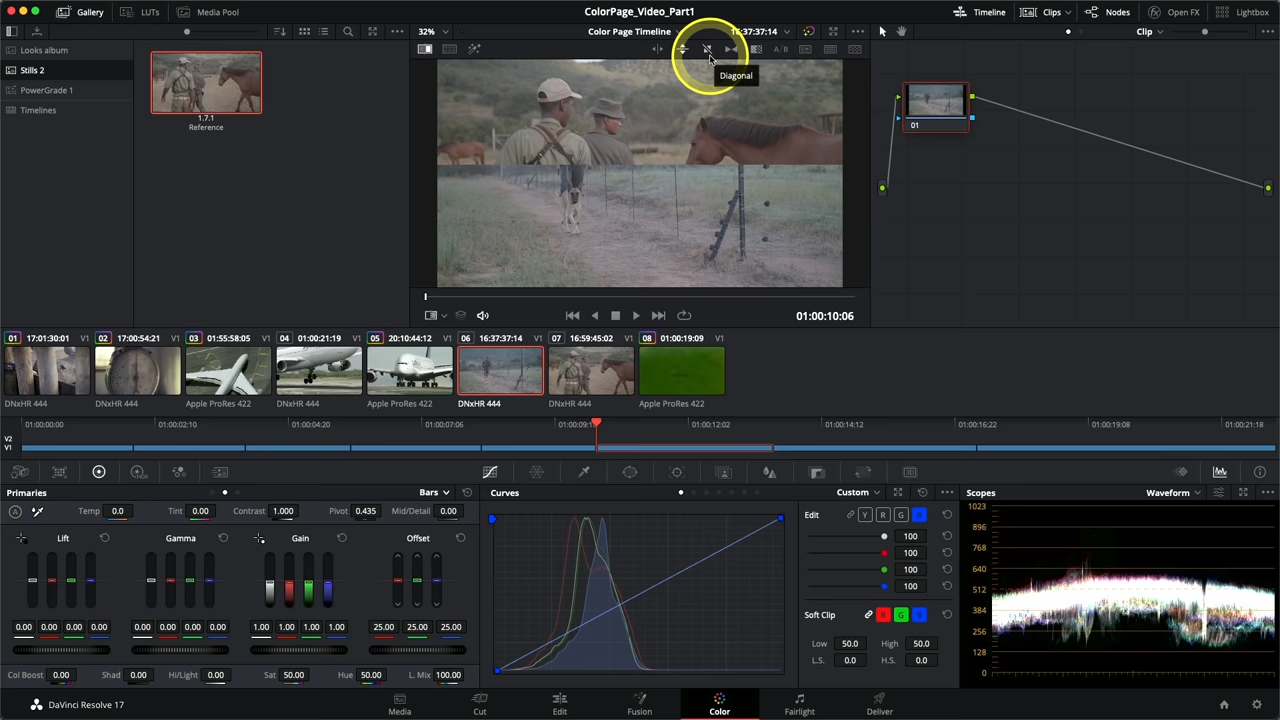 ColorPage_Video_Part1
Gallery
LUTs
Media Pool
Timeline
Clips
Nodes
Open FX
Lightbox
32%
Color Page Timeline
16:37:37:14
Clip
A/B
Diagonal
Looks album
Stills 2
PowerGrade 1
Timelines
1.7.1
Reference
01
01:00:10:06
01 17:01:30:01 V1
02 17:00:54:21 V1
03 01:55:58:05 V1
04 01:00:21:19 V1
05 20:10:44:12 V1
06 16:37:37:14 V1
07 16:59:45:02 V1
08 01:00:19:09 V1
DNxHR 444
DNxHR 444
Apple ProRes 422
DNxHR 444
Apple ProRes 422
DNxHR 444
DNxHR 444
Apple ProRes 422
01:00:00:00
01:00:02:10
01:00:04:20
01:00:07:06
01:00:09:1
01:00:12:02
01:00:14:12
01:00:16:22
01:00:19:08
01:00:21:18
V2
V1
Primaries
Bars
Curves
Custom
Scopes
Waveform
A
Temp 0.0
Tint 0.00
Contrast 1.000
Pivot 0.435
Mid/Detail 0.00
Lift
Gamma
Gain
Offset
0.00 0.00 0.00 0.00
0.00 0.00 0.00 0.00
1.00 1.00 1.00 1.00
25.00 25.00 25.00
Col Boost 0.00
Shad 0.00
Hi/Light 0.00
Sat 50.00
Hue 50.00
L. Mix 100.00
Edit
Y R G B
100
100
100
100
Soft Clip
R G B
Low 50.0
High 50.0
L.S. 0.0
H.S. 0.0
1023
896
768
640
512
384
256
128
0
DaVinci Resolve 17
Media
Cut
Edit
Fusion
Color
Fairlight
Deliver